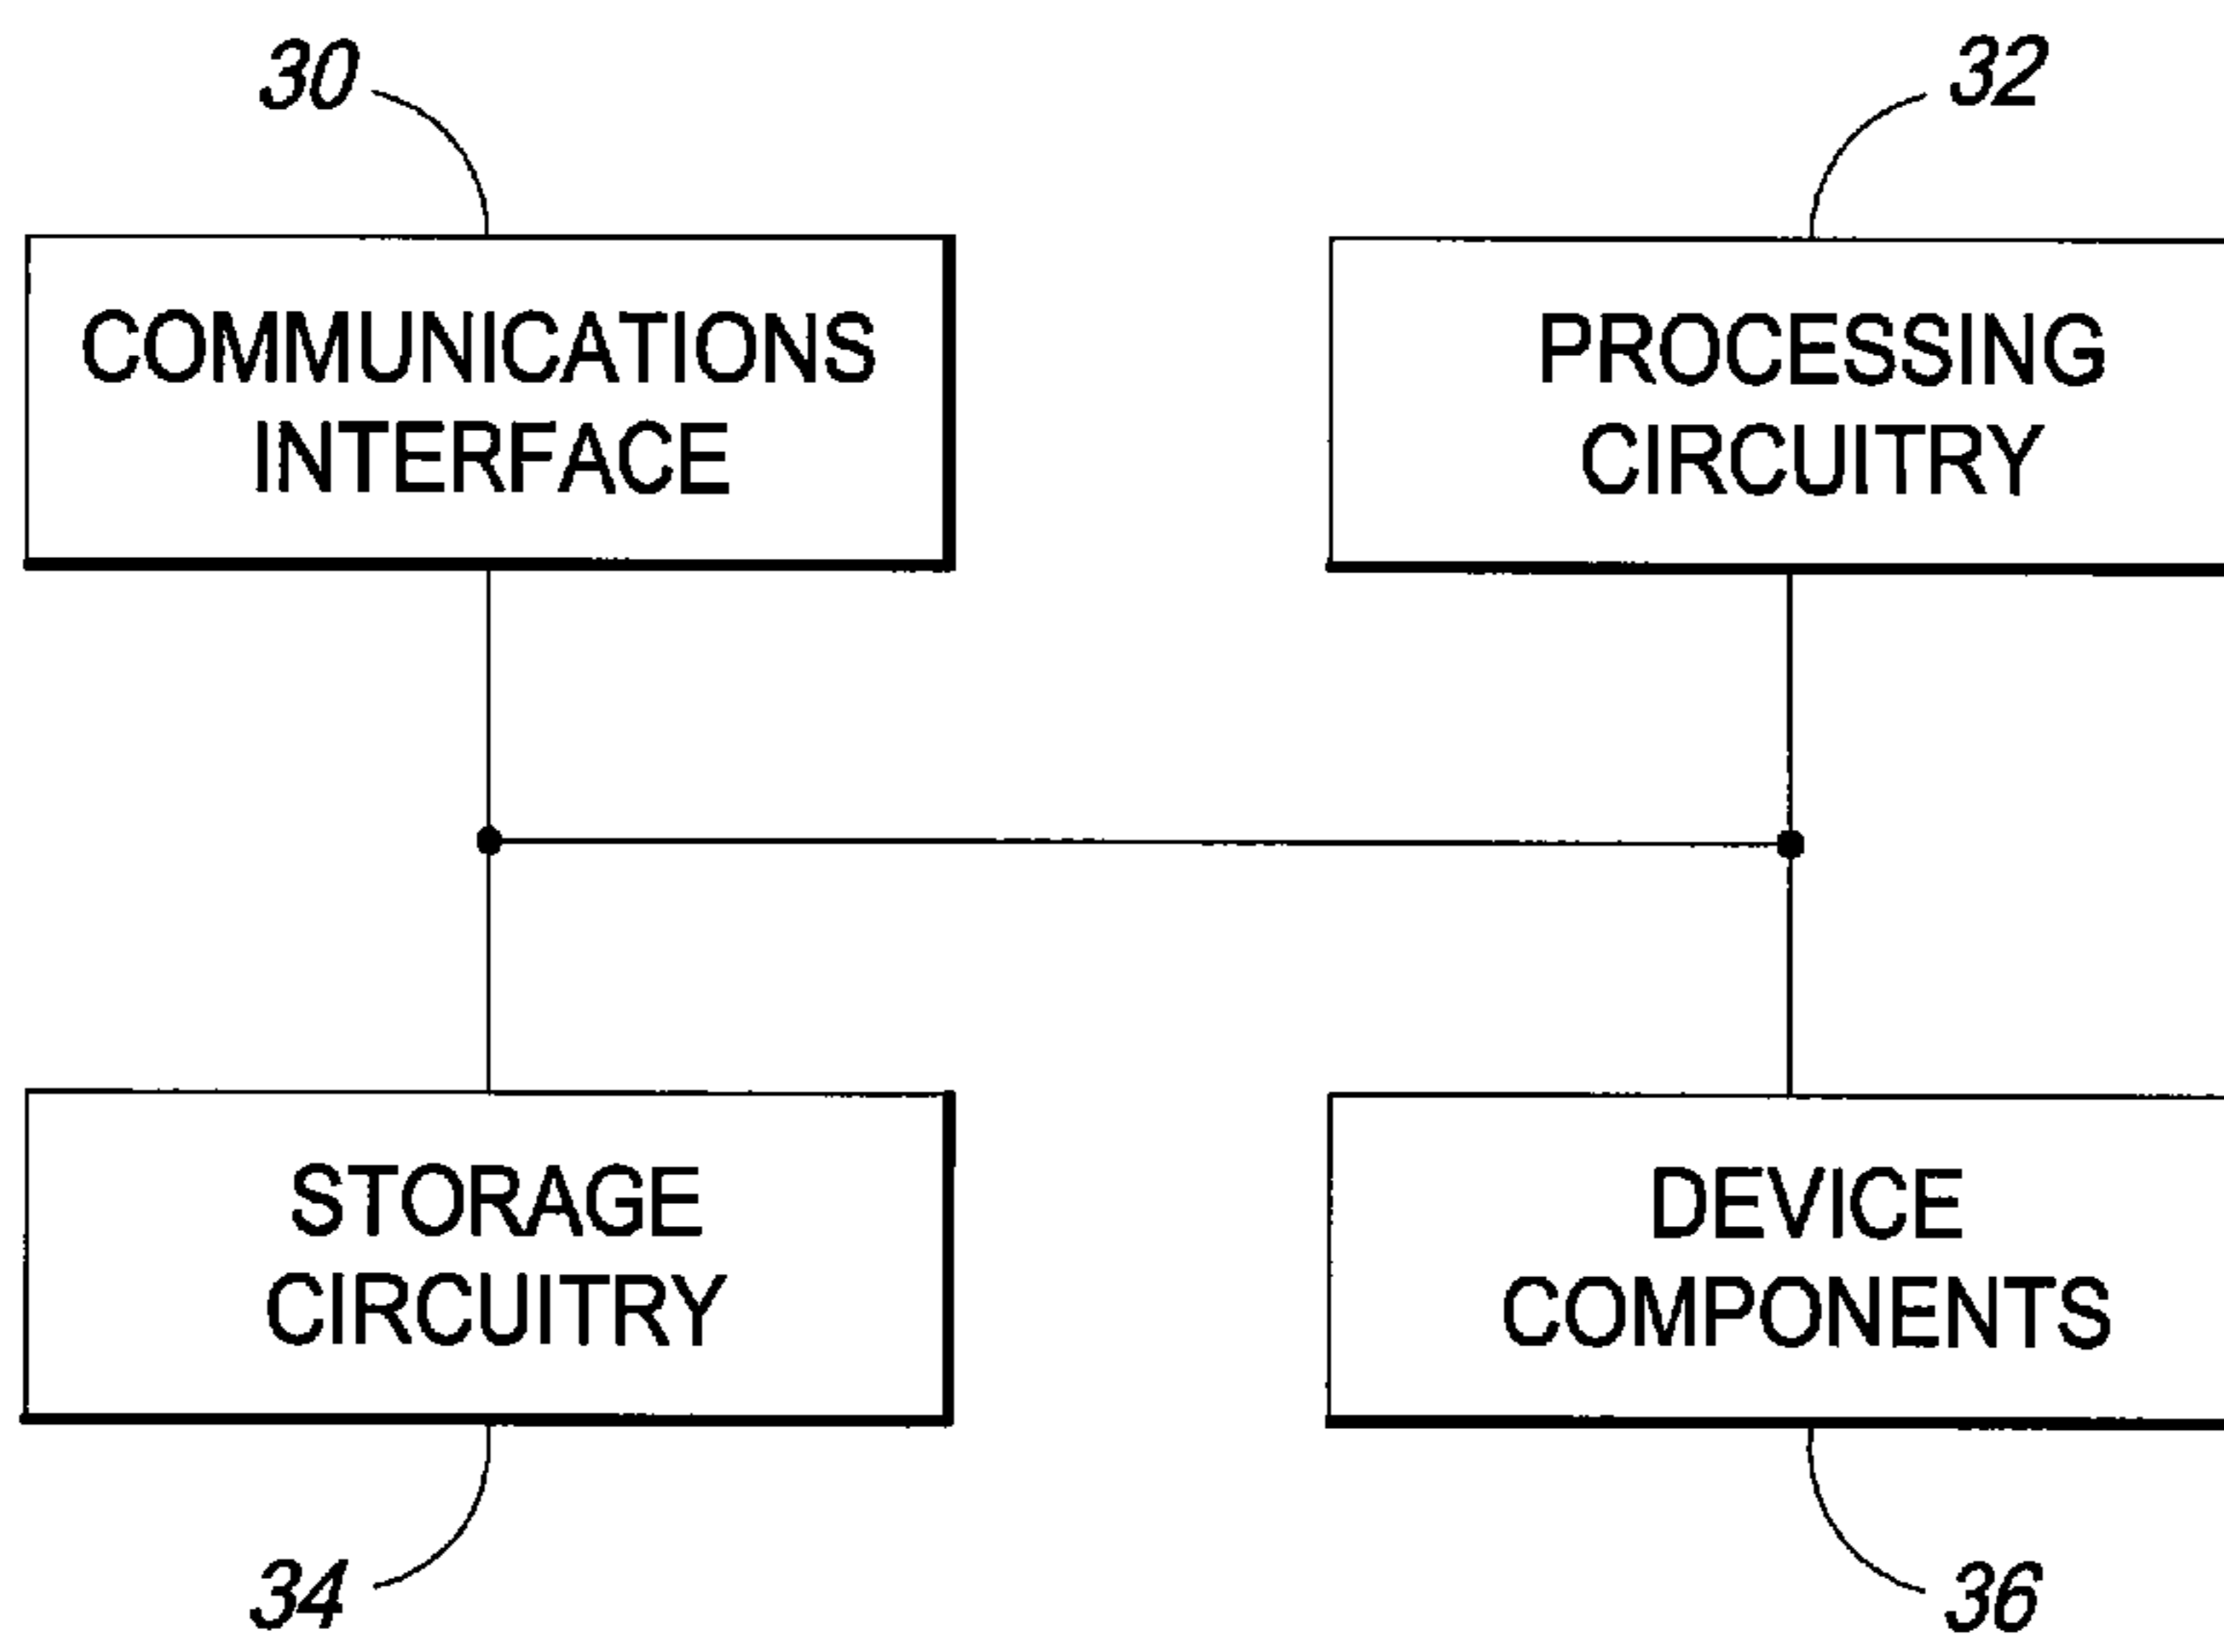 30
32
COMMUNICATIONS
INTERFACE
PROCESSING
CIRCUITRY
STORAGE
CIRCUITRY
DEVICE
COMPONENTS
34
36